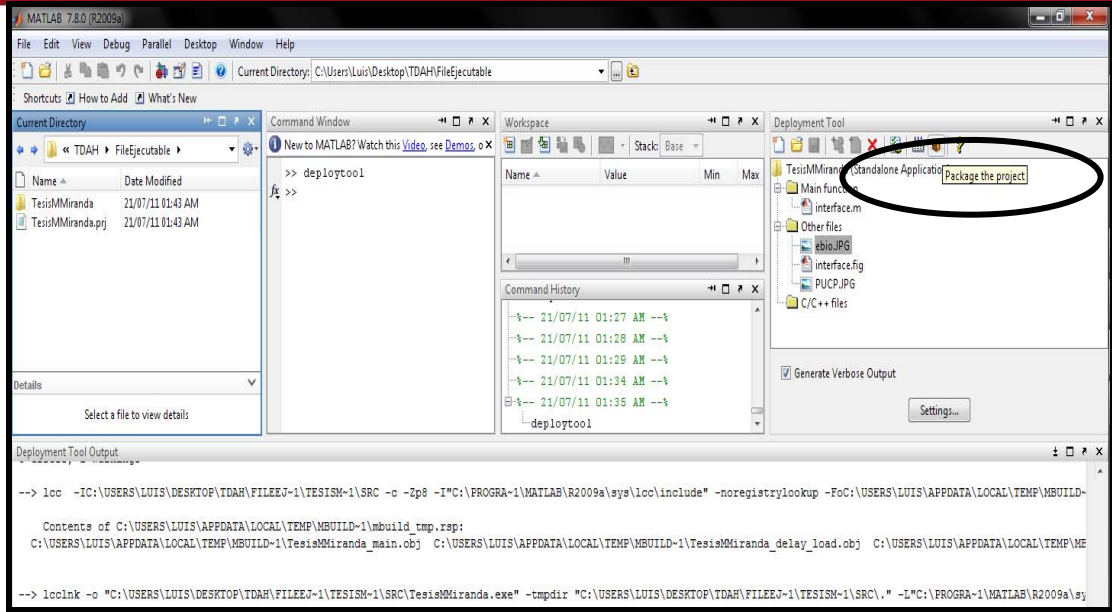 MATLAB 7.8.0 (R2009a)
File Edit View Debug Parallel Desktop Window Help
Current Directory: C:\Users\Luis\Desktop\TDAH\FileEjecutable
Shortcuts How to Add What's New
Current Directory
« TDAH FileEjecutable
Name Date Modified
TesisMMiranda 21/07/11 01:43 AM
TesisMMiranda.prj 21/07/11 01:43 AM
Details
Select a file to view details
Command Window
New to MATLAB? Watch this Video, see Demos, o
>> deploytool
fx >>
Workspace
Stack: Base
Name Value Min Max
Command History
%-- 21/07/11 01:27 AM --%
%-- 21/07/11 01:28 AM --%
%-- 21/07/11 01:29 AM --%
%-- 21/07/11 01:34 AM --%
%-- 21/07/11 01:35 AM --%
deploytool
Deployment Tool
TesisMMiranda (Standalone Applicatio
Package the project
Main function
interface.m
Other files
ebio.JPG
interface.fig
PUCP.JPG
C/C++ files
Generate Verbose Output
Settings...
Deployment Tool Output
--> lcc -IC:\USERS\LUIS\DESKTOP\TDAH\FILEEJ~1\TESISM~1\SRC -c -Zp8 -I"C:\PROGRA~1\MATLAB\R2009a\sys\lcc\include" -noregistrylookup -FoC:\USERS\LUIS\APPDATA\LOCAL\TEMP\MBUILD~
Contents of C:\USERS\LUIS\APPDATA\LOCAL\TEMP\MBUILD~1\mbuild_tmp.rsp:
C:\USERS\LUIS\APPDATA\LOCAL\TEMP\MBUILD~1\TesisMMiranda_main.obj C:\USERS\LUIS\APPDATA\LOCAL\TEMP\MBUILD~1\TesisMMiranda_delay_load.obj C:\USERS\LUIS\APPDATA\LOCAL\TEMP\MB
--> lcclnk -o "C:\USERS\LUIS\DESKTOP\TDAH\FILEEJ~1\TESISM~1\SRC\TesisMMiranda.exe" -tmpdir "C:\USERS\LUIS\DESKTOP\TDAH\FILEEJ~1\TESISM~1\SRC\." -L"C:\PROGRA~1\MATLAB\R2009a\sy